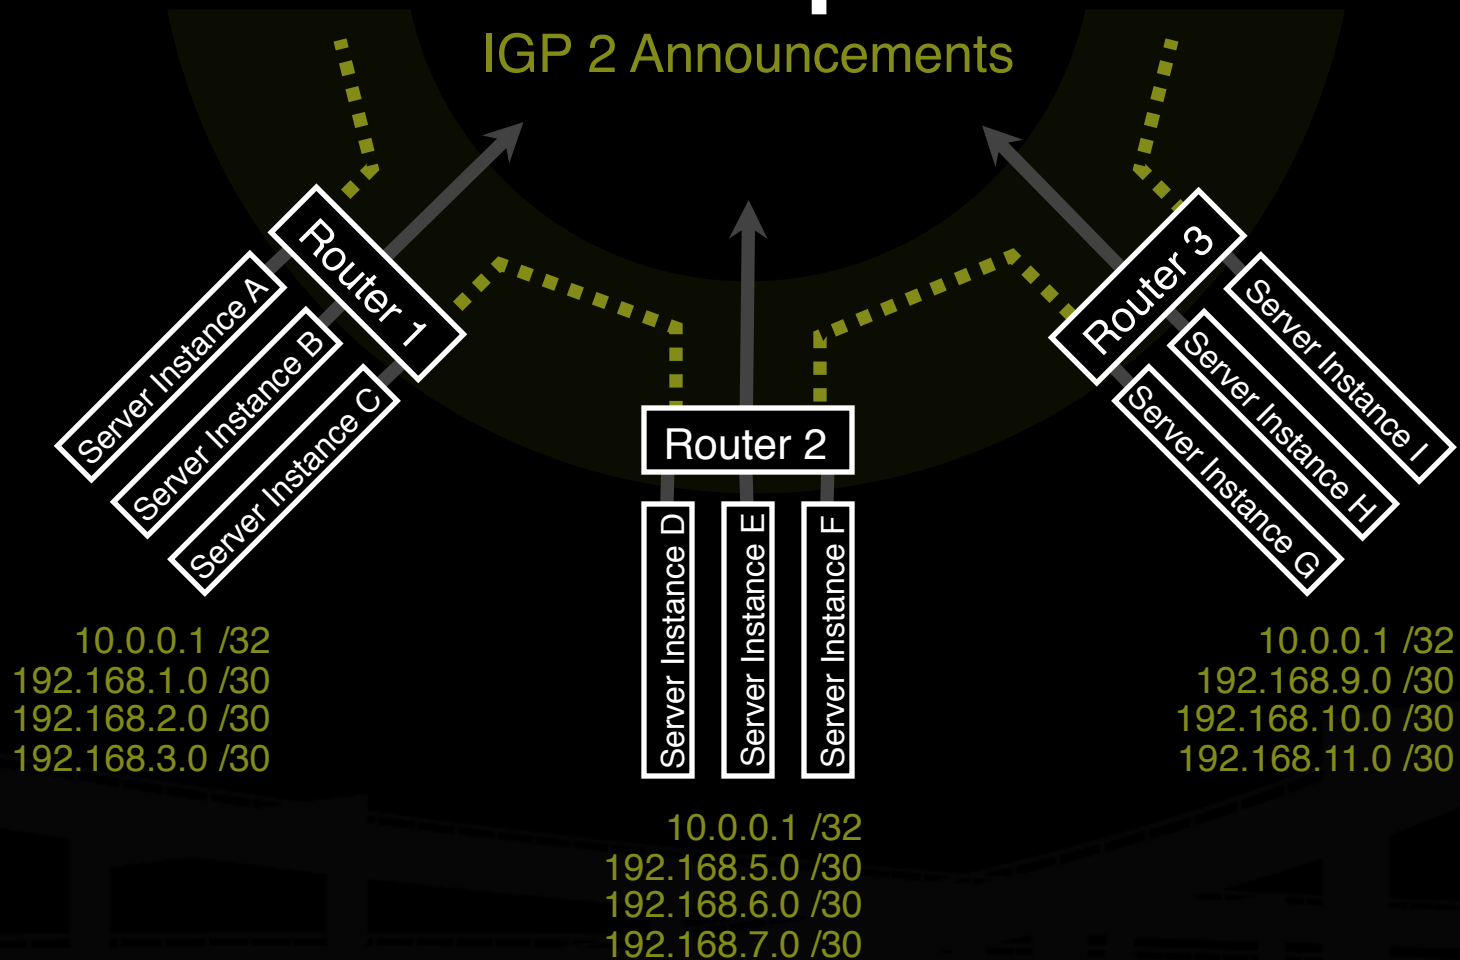 IGP 2 Announcements
Router 1
Router 2
Router 3
Server Instance A
Server Instance B
Server Instance C
Server Instance D
Server Instance E
Server Instance F
Server Instance G
Server Instance H
Server Instance I
10.0.0.1 /32
192.168.1.0 /30
192.168.2.0 /30
192.168.3.0 /30
10.0.0.1 /32
192.168.5.0 /30
192.168.6.0 /30
192.168.7.0 /30
10.0.0.1 /32
192.168.9.0 /30
192.168.10.0 /30
192.168.11.0 /30